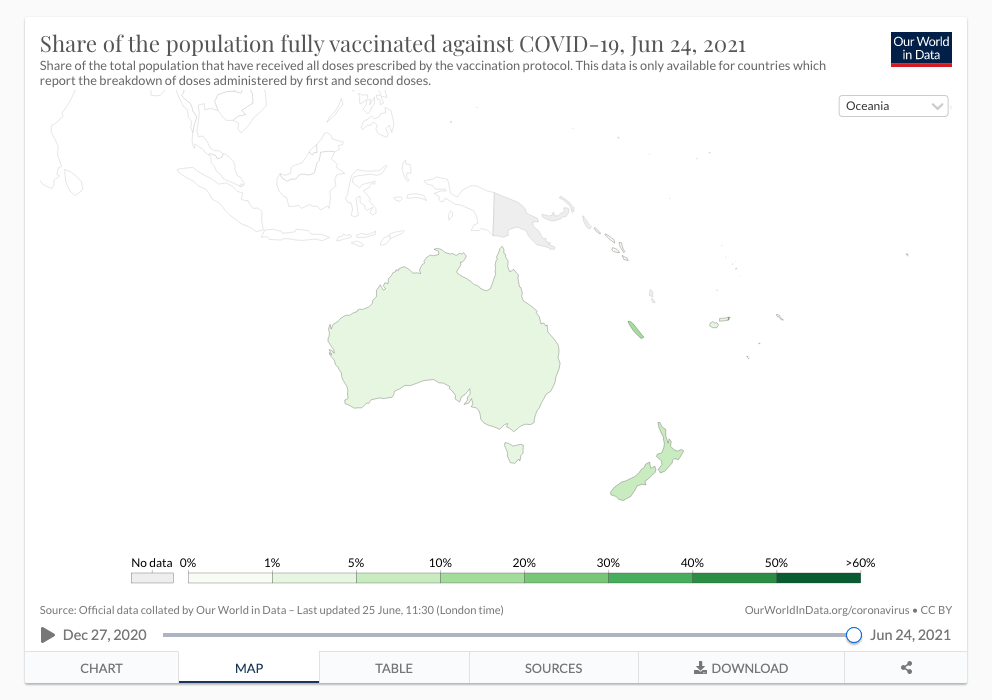 Share of the population fully vaccinated against COVID-19, Jun 24, 2021
Our World
in Data
Share of the total population that have received all doses prescribed by the vaccination protocol. This data is only available for countries which
report the breakdown of doses administered by first and second doses.
Oceania
No data 0% 1% 5% 10% 20% 30% 40% 50% >60%
Source: Official data collated by Our World in Data – Last updated 25 June, 11:30 (London time)
OurWorldInData.org/coronavirus • CC BY
Dec 27, 2020
Jun 24, 2021
CHART MAP TABLE SOURCES DOWNLOAD